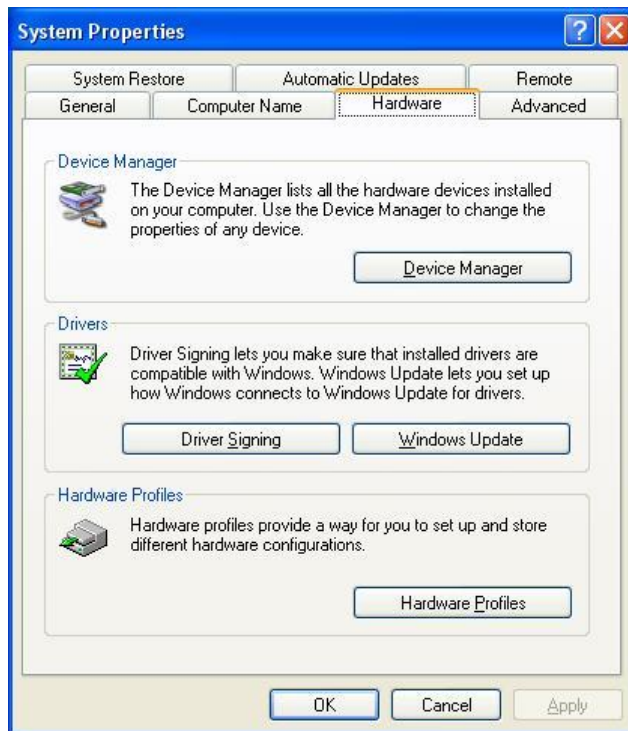 System Properties
System Restore
Automatic Updates
Remote
General
Computer Name
Hardware
Advanced
Device Manager
The Device Manager lists all the hardware devices installed
on your computer. Use the Device Manager to change the
properties of any device.
Device Manager
Drivers
Driver Signing lets you make sure that installed drivers are
compatible with Windows. Windows Update lets you set up
how Windows connects to Windows Update for drivers.
Driver Signing
Windows Update
Hardware Profiles
Hardware profiles provide a way for you to set up and store
different hardware configurations.
Hardware Profiles
OK
Cancel
Apply